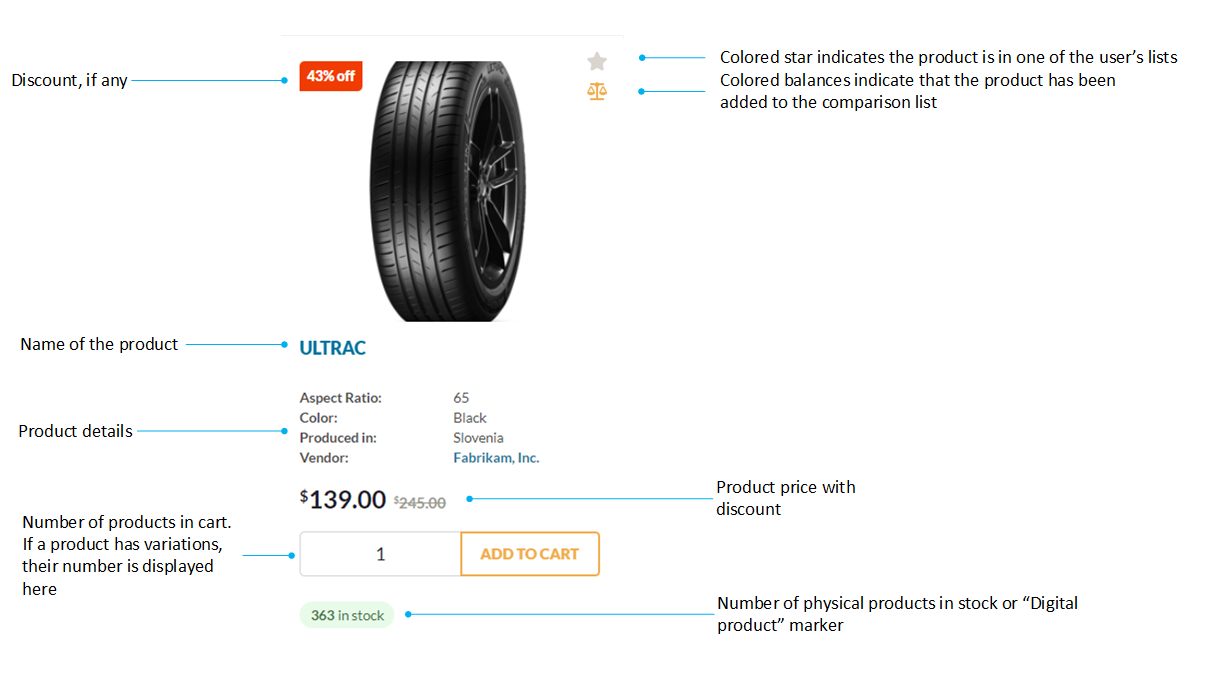 Colored star indicates the product is in one of the user’s lists
Colored balances indicate that the product has been
added to the comparison list
Discount, if any
43% off
Name of the product
ULTRAC
Product details
Aspect Ratio: 65
Color: Black
Produced in: Slovenia
Vendor: Fabrikam, Inc.
$139.00 $245.00
Product price with
discount
Number of products in cart.
If a product has variations,
their number is displayed
here
1 ADD TO CART
363 in stock
Number of physical products in stock or “Digital
product” marker